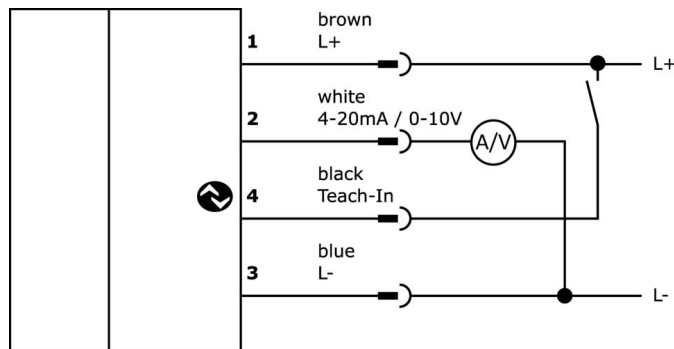 brown
1 L+ L+
white
2 4-20mA / 0-10V A/V
black
4 Teach-In
blue
3 L- L-